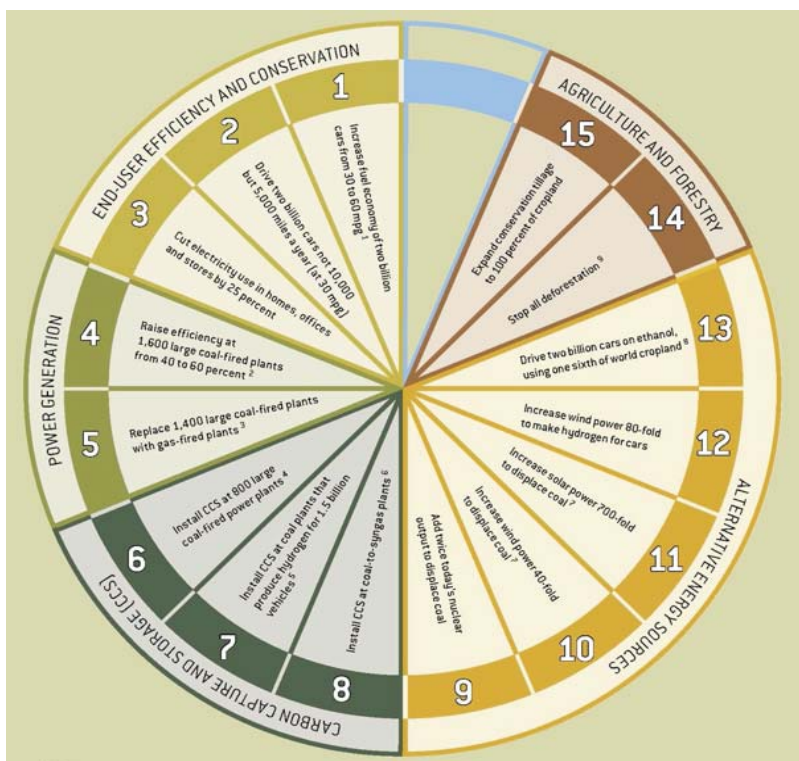 END-USER EFFICIENCY AND CONSERVATION
1
Increase fuel economy of two billion
cars from 30 to 60 mpg 1
2
Drive two billion cars not 10,000
but 5,000 miles a year (at 30 mpg)
3
Cut electricity use in homes, offices
and stores by 25 percent
POWER GENERATION
4
Raise efficiency at
1,600 large coal-fired plants
from 40 to 60 percent 2
5
Replace 1,400 large coal-fired plants
with gas-fired plants 3
CARBON CAPTURE AND STORAGE (CCS)
6
Install CCS at 800 large
coal-fired power plants 4
7
Install CCS at coal plants that
produce hydrogen for 1.5 billion
vehicles 5
8
Install CCS at coal-to-syngas plants 6
ALTERNATIVE ENERGY SOURCES
9
Add twice today's nuclear
output to displace coal
10
Increase wind power 40-fold
to displace coal 7
11
Increase solar power 700-fold
to displace coal 7
12
Increase wind power 80-fold
to make hydrogen for cars
13
Drive two billion cars on ethanol,
using one sixth of world cropland 8
AGRICULTURE AND FORESTRY
14
Stop all deforestation 9
15
Expand conservation tillage
to 100 percent of cropland